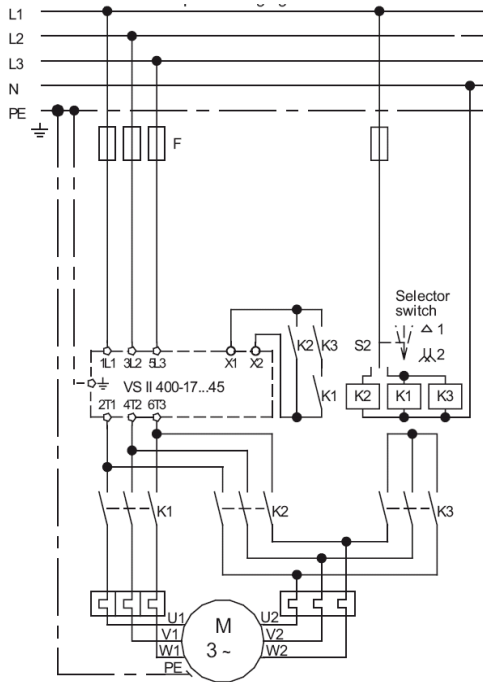 L1
L2
L3
N
PE
F
Selector
switch
1
2
S2
K2 K3
K1
1L1 3L2 5L3 X1 X2
VS II 400-17...45
2T1 4T2 6T3
K2 K1 K3
K1 K2 K3
U1 U2
V1 V2
W1 W2
M
3 ~
PE